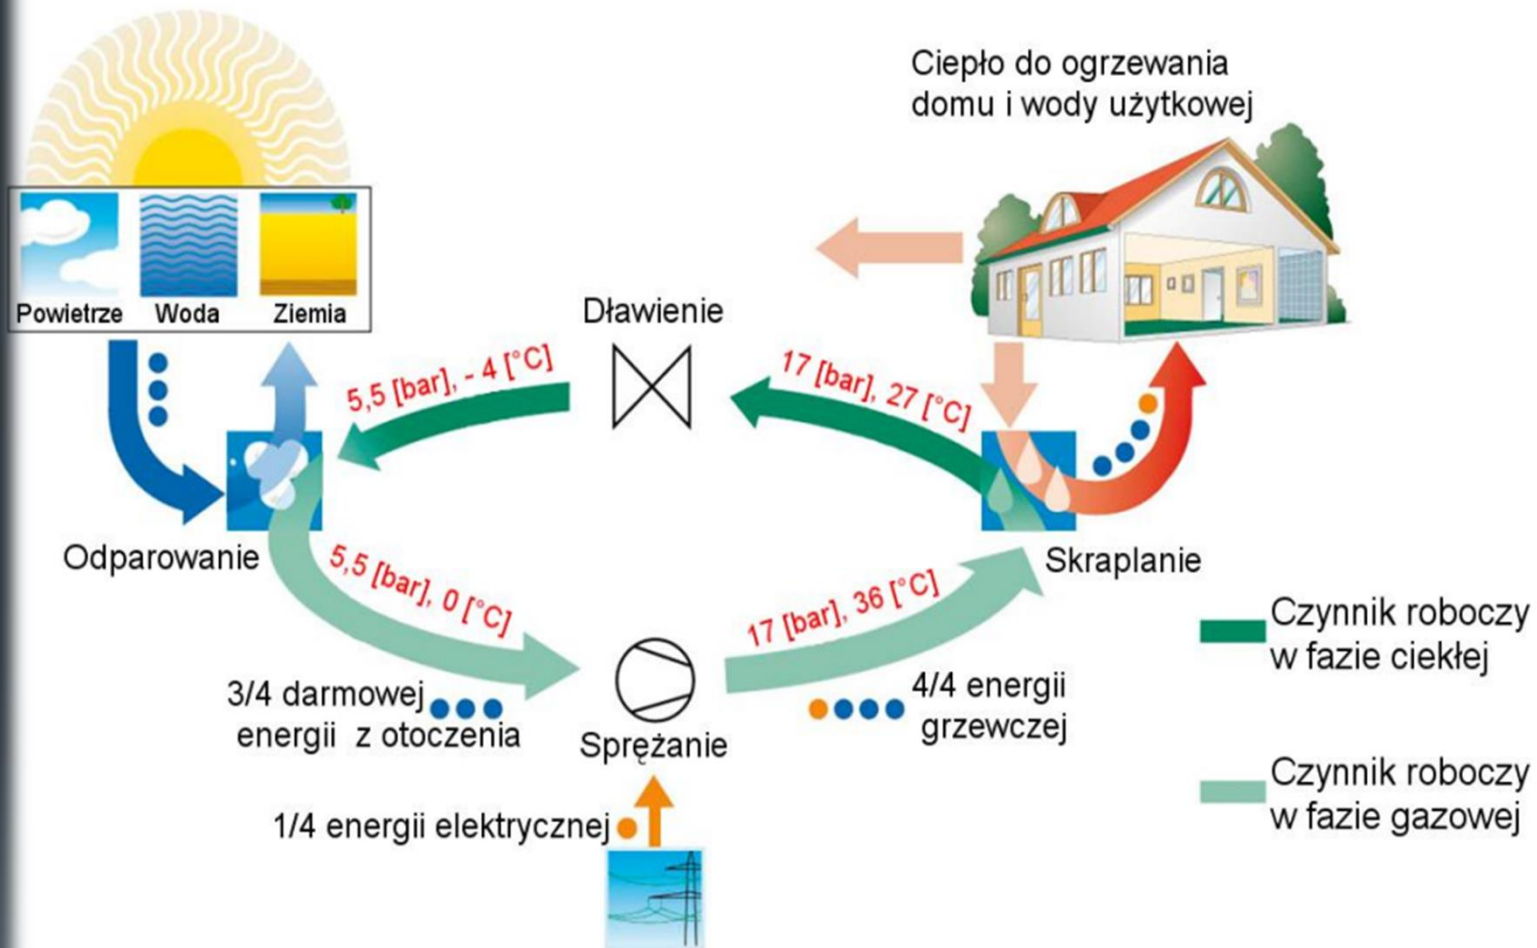 Ciepło do ogrzewania
domu i wody użytkowej
Powietrze
Woda
Ziemia
Dławienie
5,5 [bar], - 4 [°C]
17 [bar], 27 [°C]
Odparowanie
Skraplanie
5,5 [bar], 0 [°C]
17 [bar], 36 [°C]
Czynnik roboczy
w fazie ciekłej
3/4 darmowej
energii z otoczenia
Sprężanie
4/4 energii
grzewczej
1/4 energii elektrycznej
Czynnik roboczy
w fazie gazowej